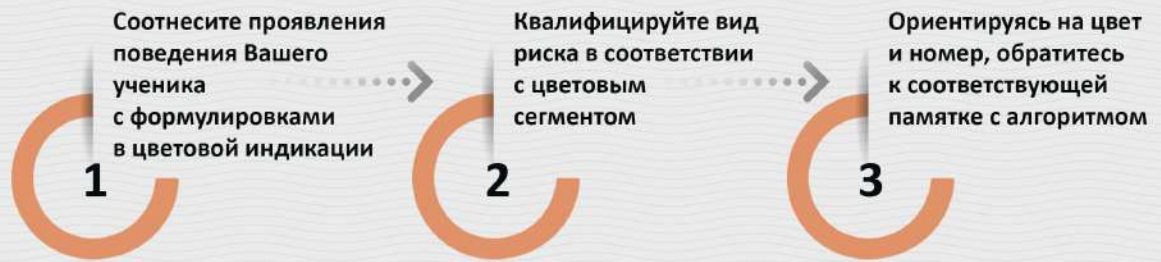 Соотнесите проявления
поведения Вашего
ученика
с формулировками
в цветовой индикации
1
Квалифицируйте вид
риска в соответствии
с цветовым
сегментом
2
Ориентируясь на цвет
и номер, обратитесь
к соответствующей
памятке с алгоритмом
3